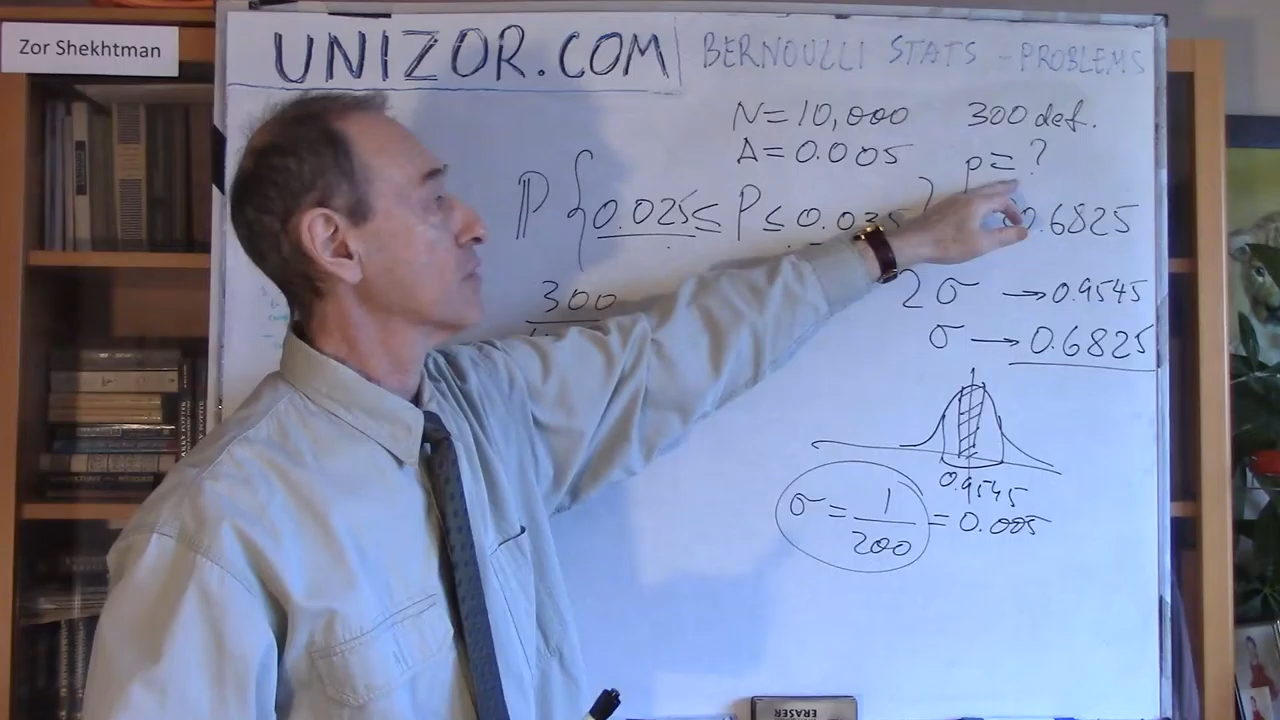 Zor Shekhtman
UNIZOR.COM
BERNOULLI STATS - PROBLEMS
N = 10,000 300 def.
Δ = 0.005 p = ?
P { 0.025 ≤ P ≤ 0.035 } 0.6825
300
2σ → 0.9545
σ → 0.6825
0.9545
σ = 1/200 = 0.005
ERASER